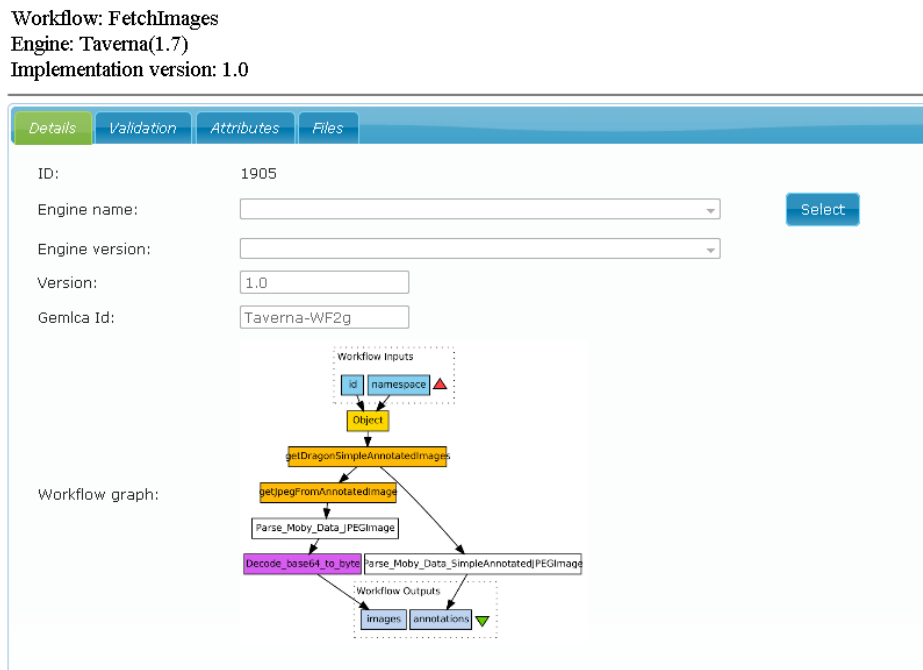 Workflow: FetchImages
Engine: Taverna(1.7)
Implementation version: 1.0
Details Validation Attributes Files
ID: 1905
Engine name: Select
Engine version:
Version: 1.0
Gemlca Id: Taverna-WF2g
Workflow graph:
Workflow Inputs
id namespace
Object
getDragonSimpleAnnotatedImages
getJpegFromAnnotatedImage
Parse_Moby_Data_JPEGImage
Decode_base64_to_byte Parse_Moby_Data_SimpleAnnotatedJPEGImage
Workflow Outputs
images annotations